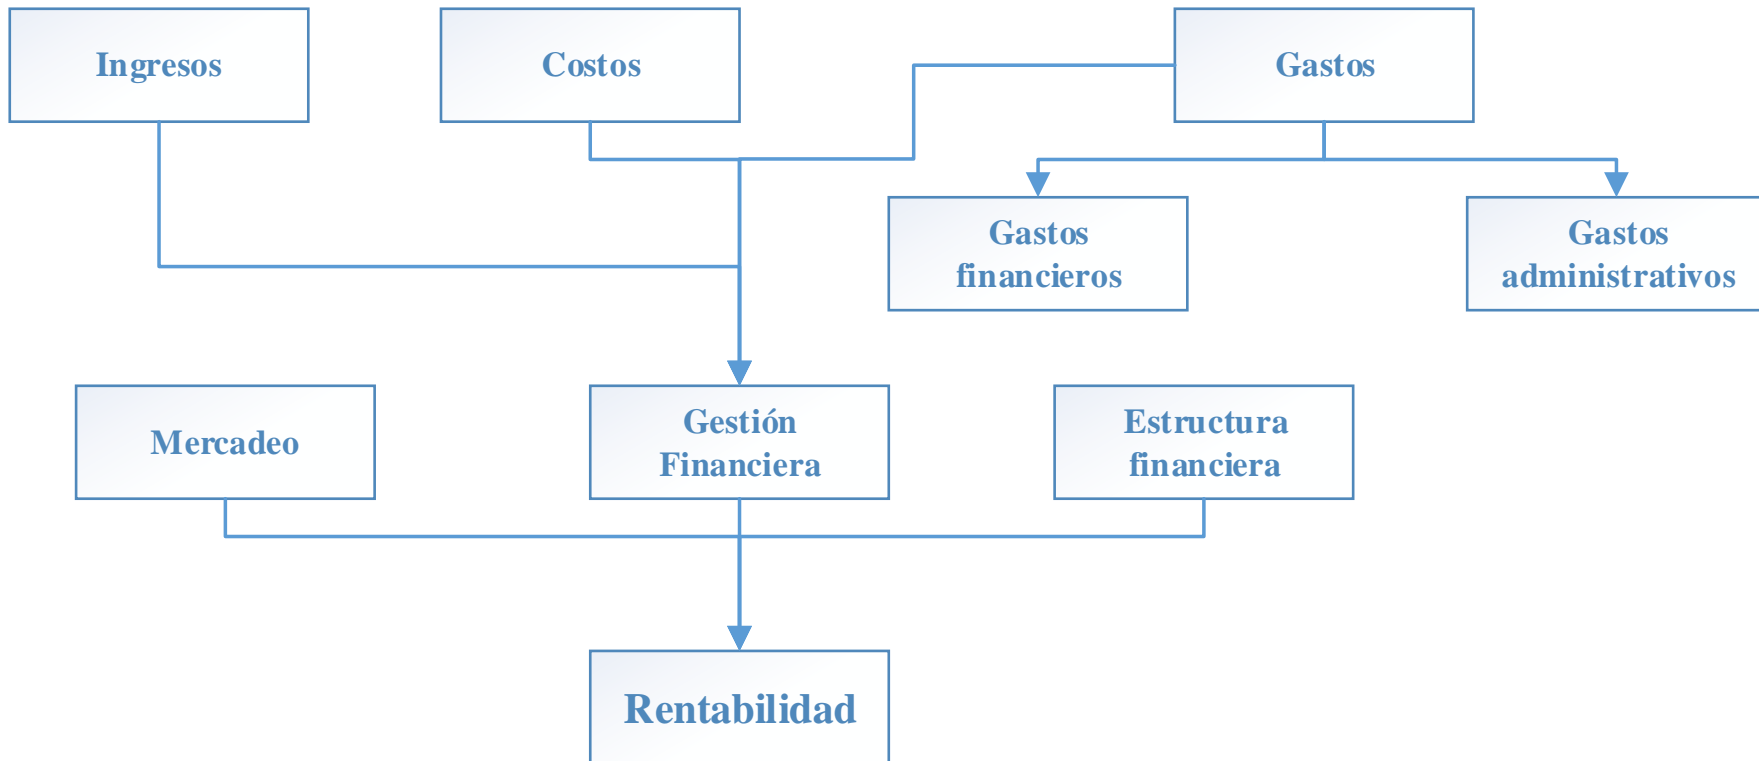 Ingresos
Costos
Gastos
Gastos
financieros
Gastos
administrativos
Mercadeo
Gestión
Financiera
Estructura
financiera
Rentabilidad